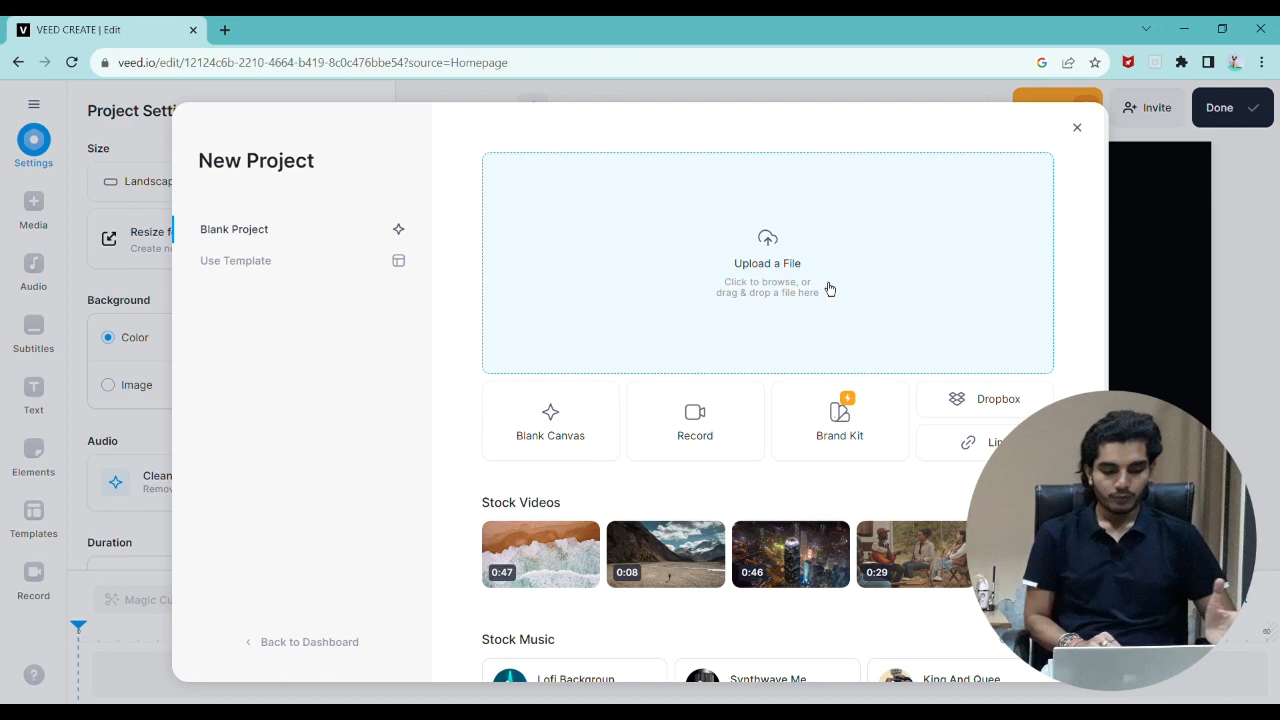 VEED CREATE | Edit
veed.io/edit/12124c6b-2210-4664-b419-8c0c476bbe54?source=Homepage
Settings
Media
Audio
Subtitles
Text
Elements
Templates
Record
Project Setti
Size
Landscap
Resize f
Create n
Background
Color
Image
Audio
Clean
Remov
Duration
Magic Cu
Invite
Done
New Project
Blank Project
Use Template
Back to Dashboard
Upload a File
Click to browse, or
drag & drop a file here
Blank Canvas
Record
Brand Kit
Dropbox
Lin
Stock Videos
0:47
0:08
0:46
0:29
Stock Music
Lofi Backgroun
Synthwave Me
King And Quee
60